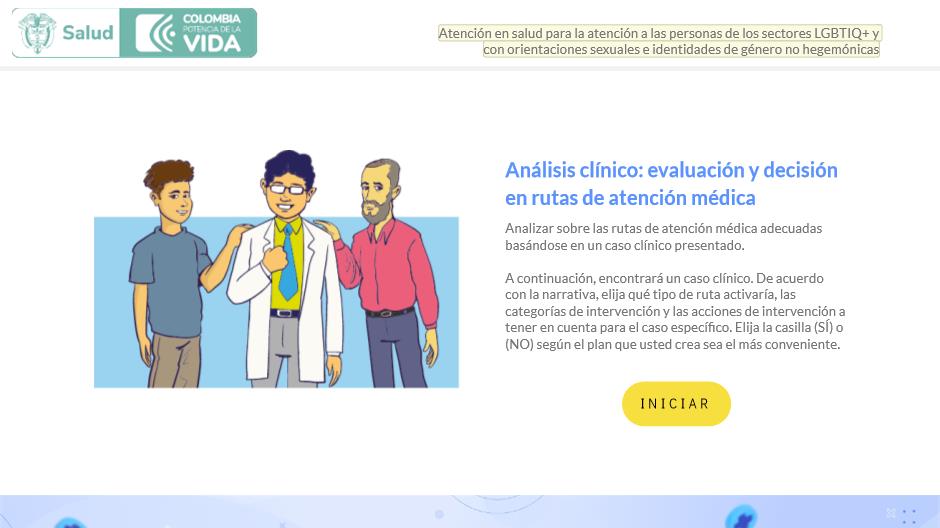 Salud
COLOMBIA
POTENCIA DE LA
VIDA
Atención en salud para la atención a las personas de los sectores LGBTIQ+ y
con orientaciones sexuales e identidades de género no hegemónicas
Análisis clínico: evaluación y decisión
en rutas de atención médica
Analizar sobre las rutas de atención médica adecuadas
basándose en un caso clínico presentado.
A continuación, encontrará un caso clínico. De acuerdo
con la narrativa, elija qué tipo de ruta activaría, las
categorías de intervención y las acciones de intervención a
tener en cuenta para el caso específico. Elija la casilla (SÍ) o
(NO) según el plan que usted crea sea el más conveniente.
INICIAR